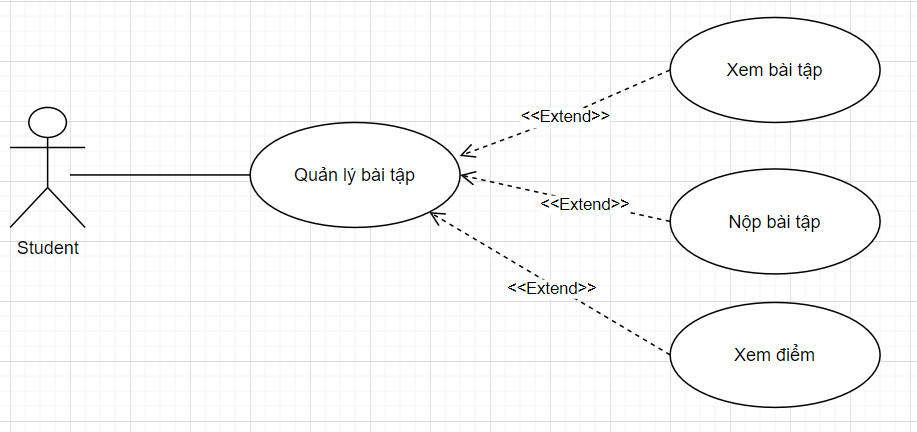 Student
Quản lý bài tập
<<Extend>>
Xem bài tập
<<Extend>>
Nộp bài tập
<<Extend>>
Xem điểm